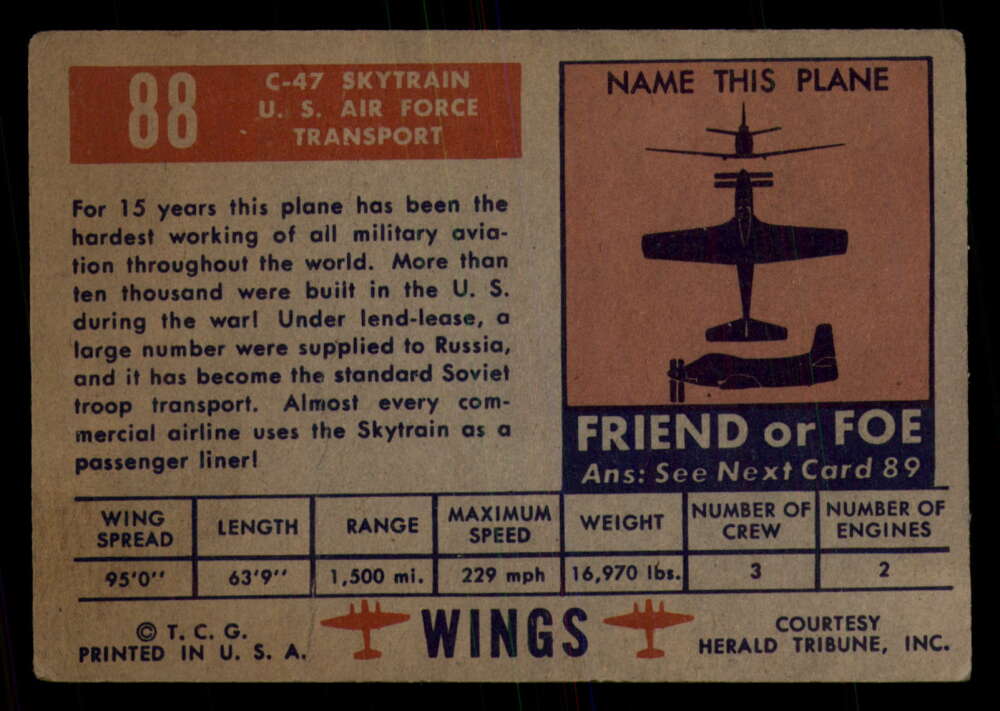 88
C-47 SKYTRAIN
U. S. AIR FORCE
TRANSPORT
For 15 years this plane has been the
hardest working of all military avia-
tion throughout the world. More than
ten thousand were built in the U. S.
during the war! Under lend-lease, a
large number were supplied to Russia,
and it has become the standard Soviet
troop transport. Almost every com-
mercial airline uses the Skytrain as a
passenger liner!
NAME THIS PLANE
FRIEND or FOE
Ans: See Next Card 89
WING SPREAD LENGTH RANGE MAXIMUM SPEED WEIGHT NUMBER OF CREW NUMBER OF ENGINES
95'0'' 63'9'' 1,500 mi. 229 mph 16,970 lbs. 3 2
© T. C. G.
PRINTED IN U. S. A.
WINGS
COURTESY
HERALD TRIBUNE, INC.